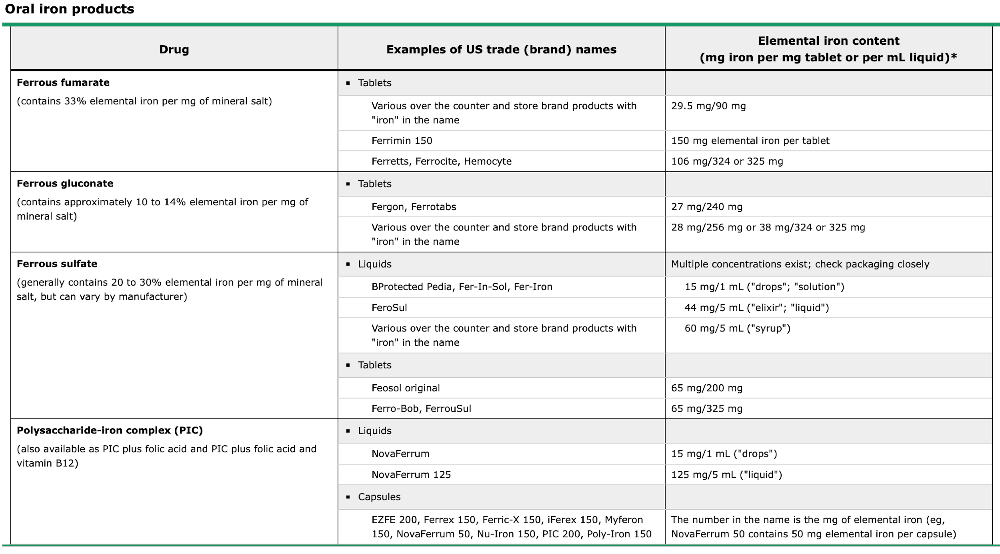 Oral iron products
Drug
Examples of US trade (brand) names
Elemental iron content
(mg iron per mg tablet or per mL liquid)*
Ferrous fumarate
(contains 33% elemental iron per mg of mineral salt)
▪ Tablets
Various over the counter and store brand products with
"iron" in the name
29.5 mg/90 mg
Ferrimin 150
150 mg elemental iron per tablet
Ferretts, Ferrocite, Hemocyte
106 mg/324 or 325 mg
Ferrous gluconate
(contains approximately 10 to 14% elemental iron per mg of
mineral salt)
▪ Tablets
Fergon, Ferrotabs
27 mg/240 mg
Various over the counter and store brand products with
"iron" in the name
28 mg/256 mg or 38 mg/324 or 325 mg
Ferrous sulfate
(generally contains 20 to 30% elemental iron per mg of mineral
salt, but can vary by manufacturer)
▪ Liquids
Multiple concentrations exist; check packaging closely
BProtected Pedia, Fer-In-Sol, Fer-Iron
15 mg/1 mL ("drops"; "solution")
FeroSul
44 mg/5 mL ("elixir"; "liquid")
Various over the counter and store brand products with
"iron" in the name
60 mg/5 mL ("syrup")
▪ Tablets
Feosol original
65 mg/200 mg
Ferro-Bob, FerrouSul
65 mg/325 mg
Polysaccharide-iron complex (PIC)
(also available as PIC plus folic acid and PIC plus folic acid and
vitamin B12)
▪ Liquids
NovaFerrum
15 mg/1 mL ("drops")
NovaFerrum 125
125 mg/5 mL ("liquid")
▪ Capsules
EZFE 200, Ferrex 150, Ferric-X 150, iFerex 150, Myferon
150, NovaFerrum 50, Nu-Iron 150, PIC 200, Poly-Iron 150
The number in the name is the mg of elemental iron (eg,
NovaFerrum 50 contains 50 mg elemental iron per capsule)